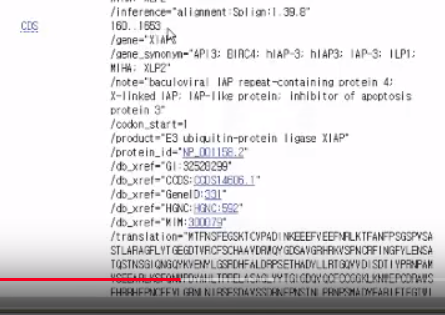 /inference="alignment:Splign:1.39.8"
CDS 160..1653
/gene="XIAP"
/gene_synonym="API3; BIRC4; hIAP-3; hIAP3; IAP-3; ILP1;
MIHA; XLP2"
/note="baculoviral IAP repeat-containing protein 4;
X-linked IAP; IAP-like protein; inhibitor of apoptosis
protein 3"
/codon_start=1
/product="E3 ubiquitin-protein ligase XIAP"
/protein_id="NP_001158.2"
/db_xref="GI:32528299"
/db_xref="CCDS:CCDS14606.1"
/db_xref="GeneID:331"
/db_xref="HGNC:HGNC:592"
/db_xref="MIM:300079"
/translation="MTFNSFEGSKTCVPADINKEEEFVEEFNRLKTFANFPSGSPVSA
STLARAGFLYTGEGDTVRCFSCHAAVDRWQYGDSAVGRHRKVSPNCRFINGFYLENSA
TQSTNSGIQNGQYKVENYLGSRDHFALDRPSETHADYLLRTGQVVDISDTIYPRNPAM